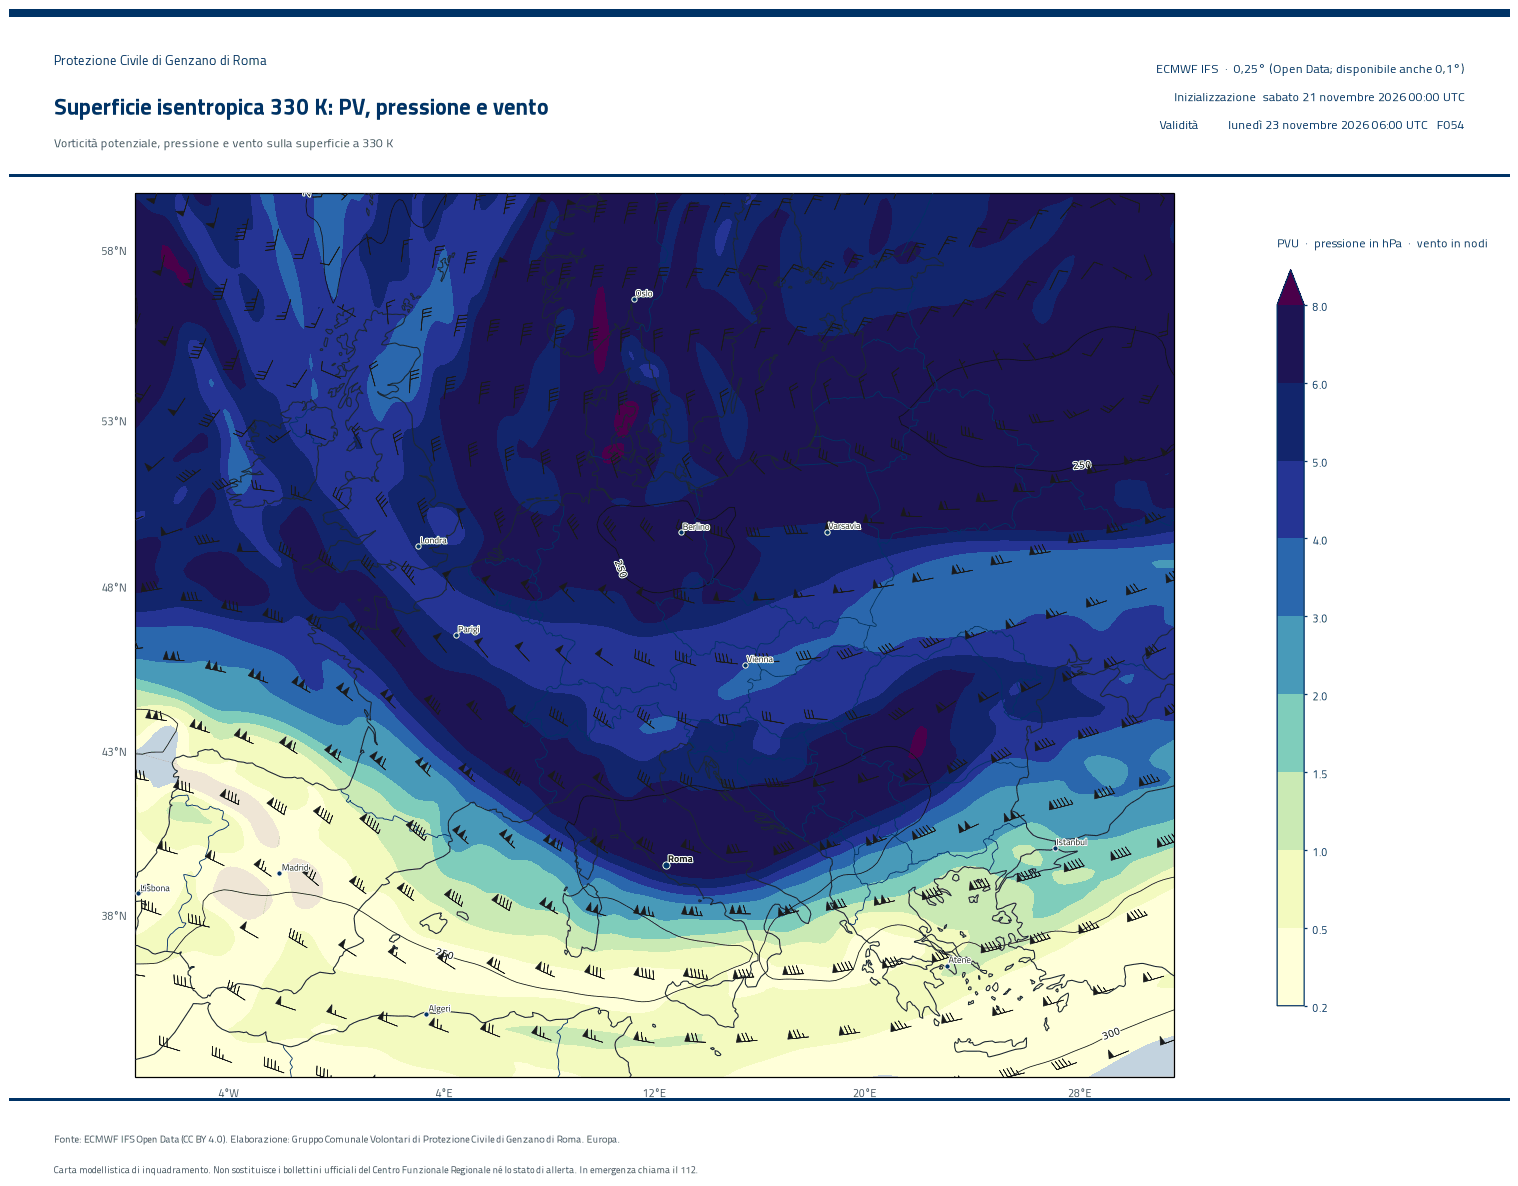 Protezione Civile di Genzano di Roma
Superficie isentropica 330 K: PV, pressione e vento
Vorticità potenziale, pressione e vento sulla superficie a 330 K
ECMWF IFS · 0,25° (Open Data; disponibile anche 0,1°)
Inizializzazione sabato 21 novembre 2026 00:00 UTC
Validità lunedì 23 novembre 2026 06:00 UTC F054
PVU · pressione in hPa · vento in nodi
58°N
53°N
48°N
43°N
38°N
4°W
4°E
12°E
20°E
28°E
Oslo
250
Berlino
Varsavia
Londra
250
Parigi
Vienna
Roma
Istanbul
Madrid
Lisbona
250
Atene
Algeri
300
8.0
6.0
5.0
4.0
3.0
2.0
1.5
1.0
0.5
0.2
Fonte: ECMWF IFS Open Data (CC BY 4.0). Elaborazione: Gruppo Comunale Volontari di Protezione Civile di Genzano di Roma. Europa.
Carta modellistica di inquadramento. Non sostituisce i bollettini ufficiali del Centro Funzionale Regionale né lo stato di allerta. In emergenza chiama il 112.